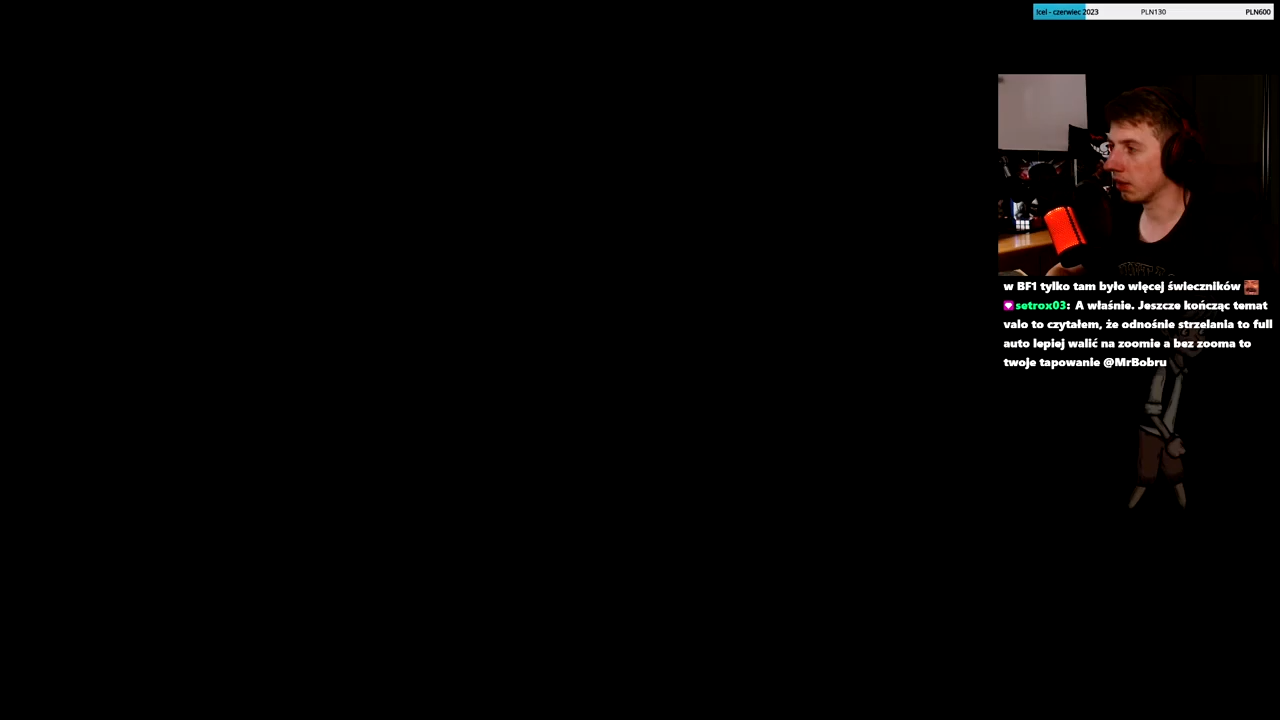 Icel - czerwiec 2023 PLN130 PLN600
w BF1 tylko tam było więcej świeczników
setrox03: A właśnie. Jeszcze kończąc temat
valo to czytałem, że odnośnie strzelania to full
auto lepiej walić na zoomie a bez zooma to
twoje tapowanie @MrBobru